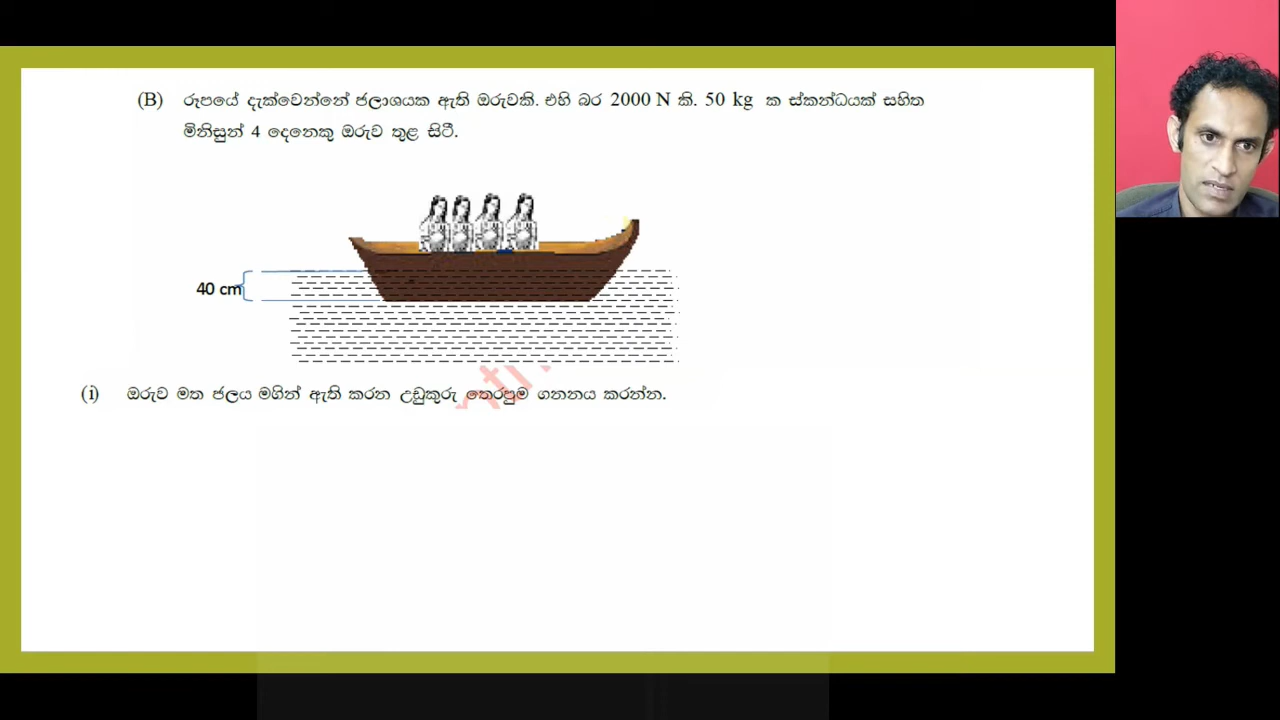 (B) රූපයේ දැක්වෙන්නේ ජලාශයක ඇති ඔරුවකි. එහි බර 2000 N කි. 50 kg ක ස්කන්ධයක් සහිත
මිනිසුන් 4 දෙනෙකු ඔරුව තුළ සිටී.
40 cm
(i) ඔරුව මත ජලය මගින් ඇති කරන උඩුකුරු තෙරපුම ගනනය කරන්න.